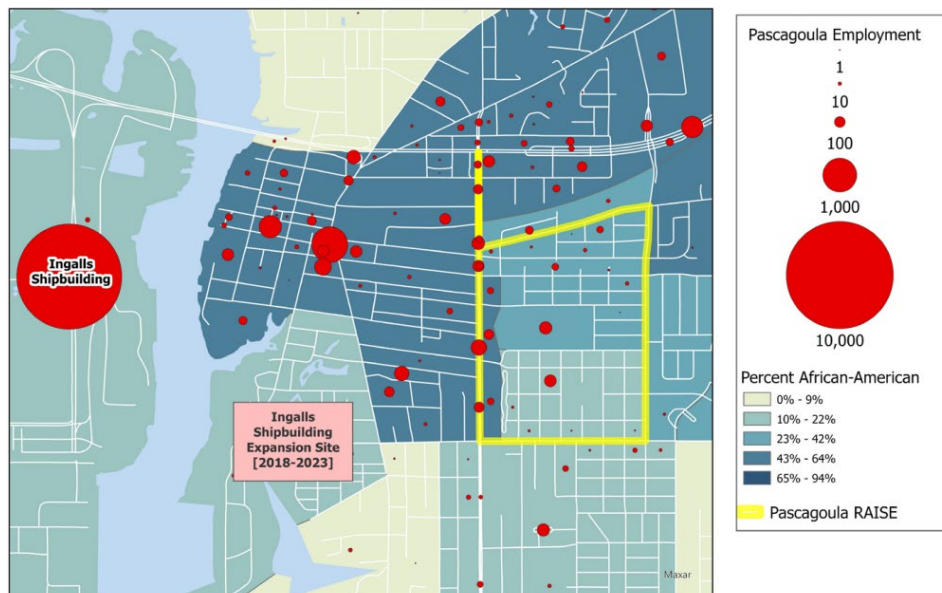 Ingalls
Shipbuilding
Ingalls
Shipbuilding
Expansion Site
[2018-2023]
Maxar
Pascagoula Employment
1
10
100
1,000
10,000
Percent African-American
0% - 9%
10% - 22%
23% - 42%
43% - 64%
65% - 94%
Pascagoula RAISE